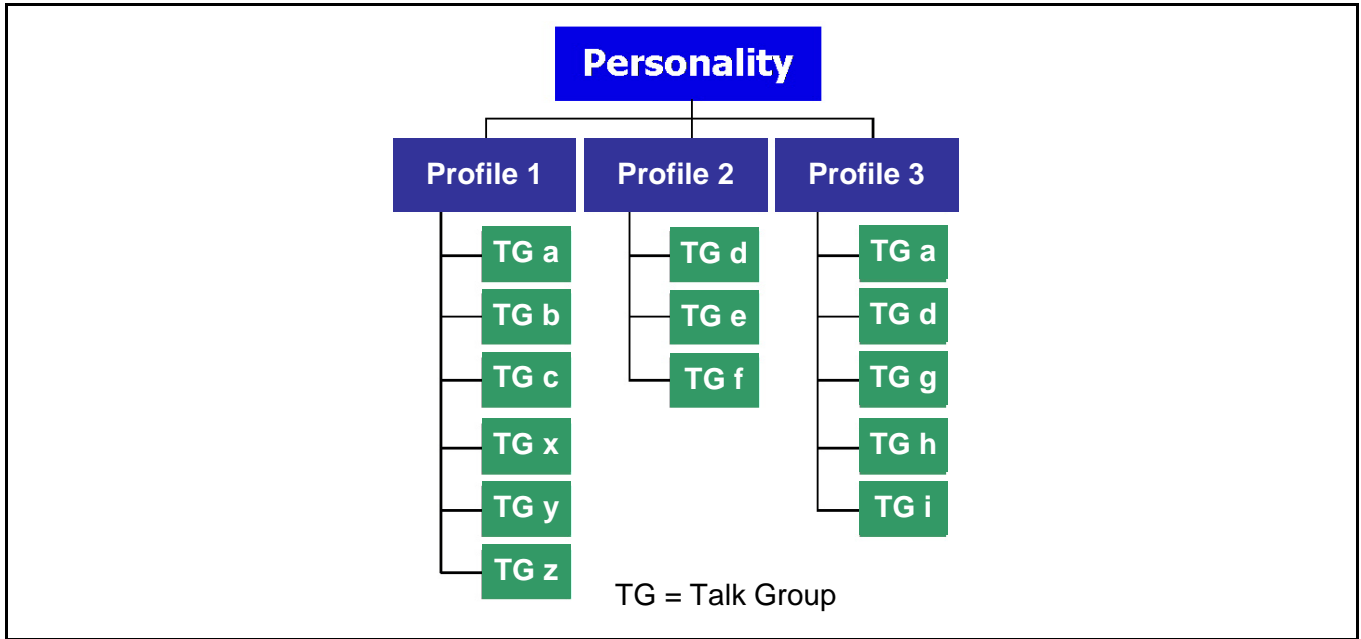 Personality
Profile 1
Profile 2
Profile 3
TG a
TG b
TG c
TG x
TG y
TG z
TG d
TG e
TG f
TG a
TG d
TG g
TG h
TG i
TG = Talk Group